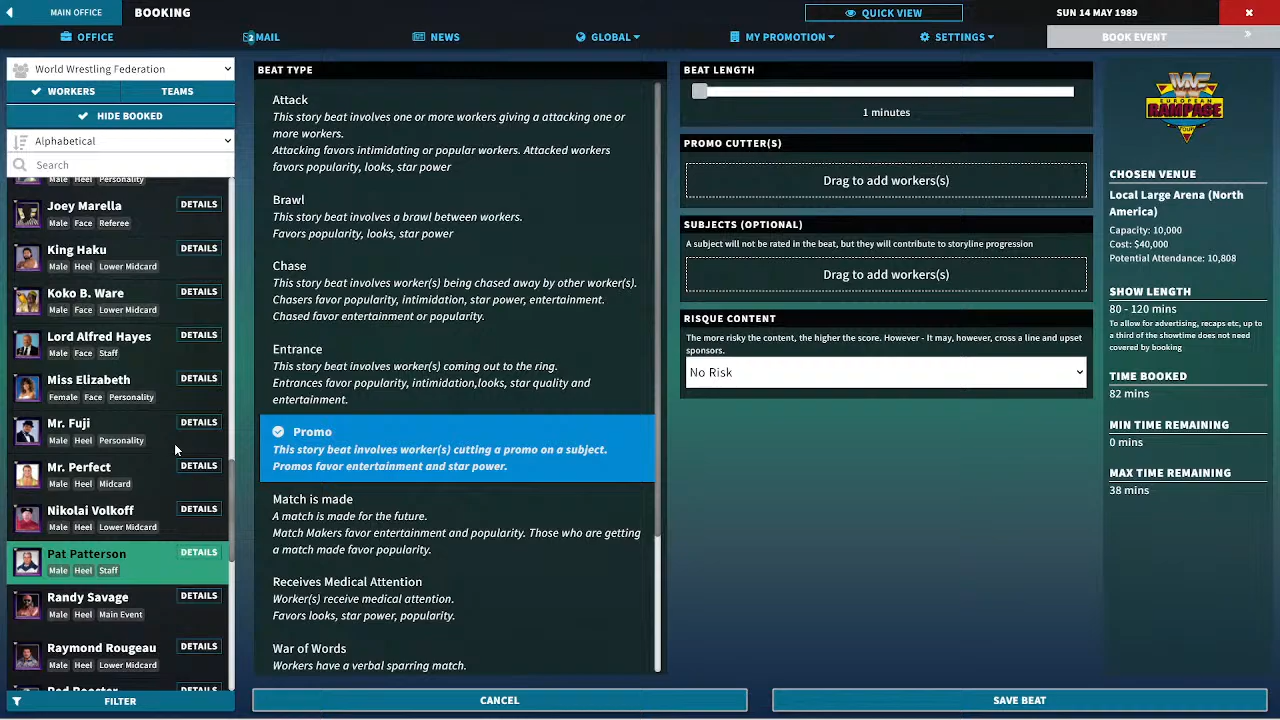 MAIN OFFICE
BOOKING
QUICK VIEW
SUN 14 MAY 1989
OFFICE
2
MAIL
NEWS
GLOBAL
MY PROMOTION
SETTINGS
BOOK EVENT
World Wrestling Federation
WORKERS
TEAMS
HIDE BOOKED
Alphabetical
Search
Male Heel Personality
Joey Marella
DETAILS
Male Face Referee
King Haku
DETAILS
Male Heel Lower Midcard
Koko B. Ware
DETAILS
Male Face Lower Midcard
Lord Alfred Hayes
DETAILS
Male Face Staff
Miss Elizabeth
DETAILS
Female Face Personality
Mr. Fuji
DETAILS
Male Heel Personality
Mr. Perfect
DETAILS
Male Heel Midcard
Nikolai Volkoff
DETAILS
Male Heel Lower Midcard
Pat Patterson
DETAILS
Male Heel Staff
Randy Savage
DETAILS
Male Heel Main Event
Raymond Rougeau
DETAILS
Male Heel Lower Midcard
Red Rooster
DETAILS
FILTER
BEAT TYPE
Attack
This story beat involves one or more workers giving a attacking one or
more workers.
Attacking favors intimidating or popular workers. Attacked workers
favors popularity, looks, star power
Brawl
This story beat involves a brawl between workers.
Favors popularity, looks, star power
Chase
This story beat involves worker(s) being chased away by other worker(s).
Chasers favor popularity, intimidation, star power, entertainment.
Chased favor entertainment or popularity.
Entrance
This story beat involves worker(s) coming out to the ring.
Entrances favor popularity, intimidation,looks, star quality and
entertainment.
Promo
This story beat involves worker(s) cutting a promo on a subject.
Promos favor entertainment and star power.
Match is made
A match is made for the future.
Match Makers favor entertainment and popularity. Those who are getting
a match made favor popularity.
Receives Medical Attention
Worker(s) receive medical attention.
Favors looks, star power, popularity.
War of Words
Workers have a verbal sparring match.
CANCEL
BEAT LENGTH
1 minutes
PROMO CUTTER(S)
Drag to add workers(s)
SUBJECTS (OPTIONAL)
A subject will not be rated in the beat, but they will contribute to storyline progression
Drag to add workers(s)
RISQUE CONTENT
The more risky the content, the higher the score. However - It may, however, cross a line and upset
sponsors.
No Risk
SAVE BEAT
EUROPEAN
RAMPAGE
TOUR
CHOSEN VENUE
Local Large Arena (North
America)
Capacity: 10,000
Cost: $40,000
Potential Attendance: 10,808
SHOW LENGTH
80 - 120 mins
To allow for advertising, recaps etc, up to
a third of the showtime does not need
covered by booking
TIME BOOKED
82 mins
MIN TIME REMAINING
0 mins
MAX TIME REMAINING
38 mins